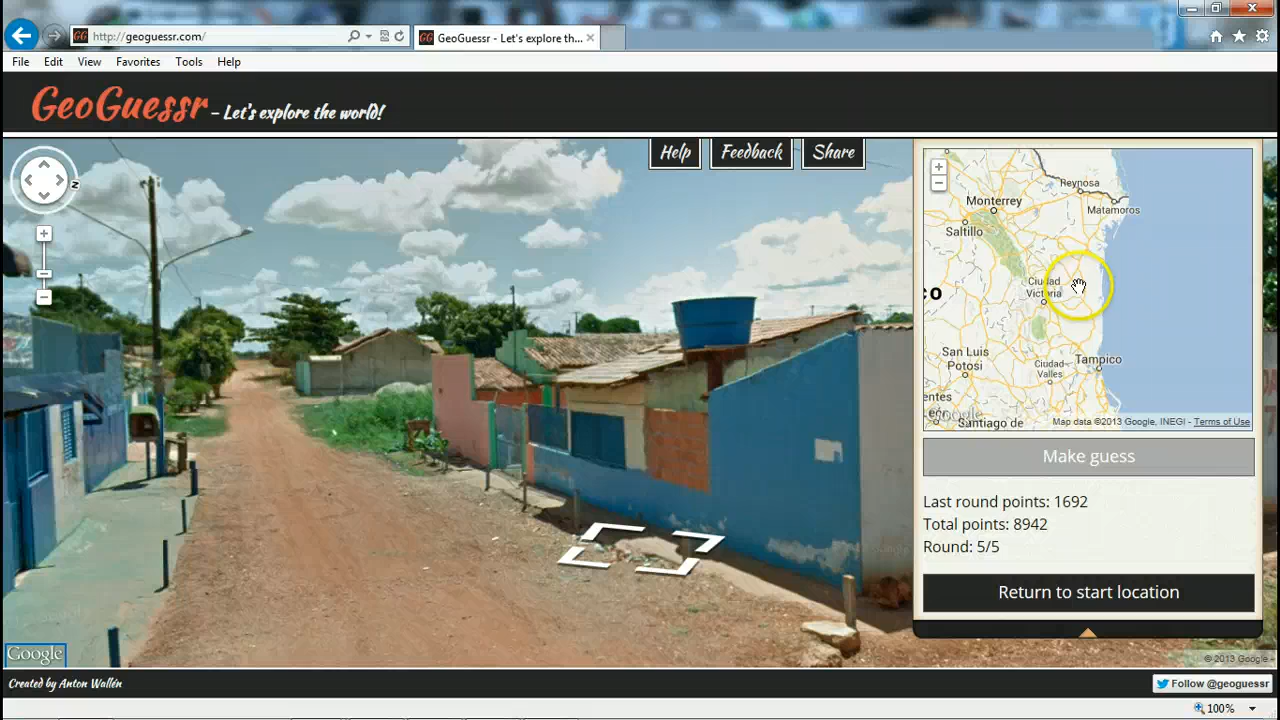 http://geoguessr.com/
GG GeoGuessr - Let's explore th...
File Edit View Favorites Tools Help
GeoGuessr – Let's explore the world!
Help Feedback Share
N
Reynosa
Monterrey
Matamoros
Saltillo
Ciudad
Victoria
co
San Luis
Potosi
Tampico
Ciudad
Valles
Google
Santiago de
Map data ©2013 Google, INEGI - Terms of Use
Make guess
Last round points: 1692
Total points: 8942
Round: 5/5
Return to start location
Google
© 2013 Google
Created by Anton Wallén
Follow @geoguessr
100%